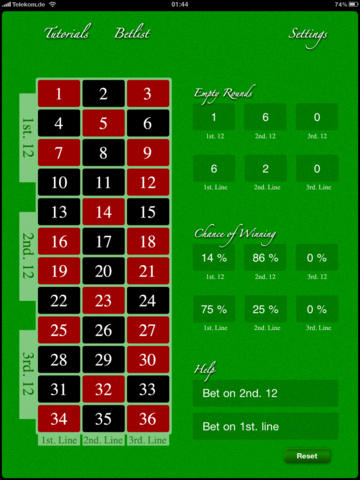 Telekom.de 01:44 74%
Tutorials Betlist Settings
1 2 3
4 5 6
7 8 9
10 11 12
13 14 15
16 17 18
19 20 21
22 23 24
25 26 27
28 29 30
31 32 33
34 35 36
1st. 12
2nd. 12
3rd. 12
1st. Line 2nd. Line 3rd. Line
Empty Rounds
1 6 0
1st. 12 2nd. 12 3rd. 12
6 2 0
1st. Line 2nd. Line 3rd. Line
Chance of Winning
14 % 86 % 0 %
1st. 12 2nd. 12 3rd. 12
75 % 25 % 0 %
1st. Line 2nd. Line 3rd. Line
Help
Bet on 2nd. 12
Bet on 1st. line
Reset